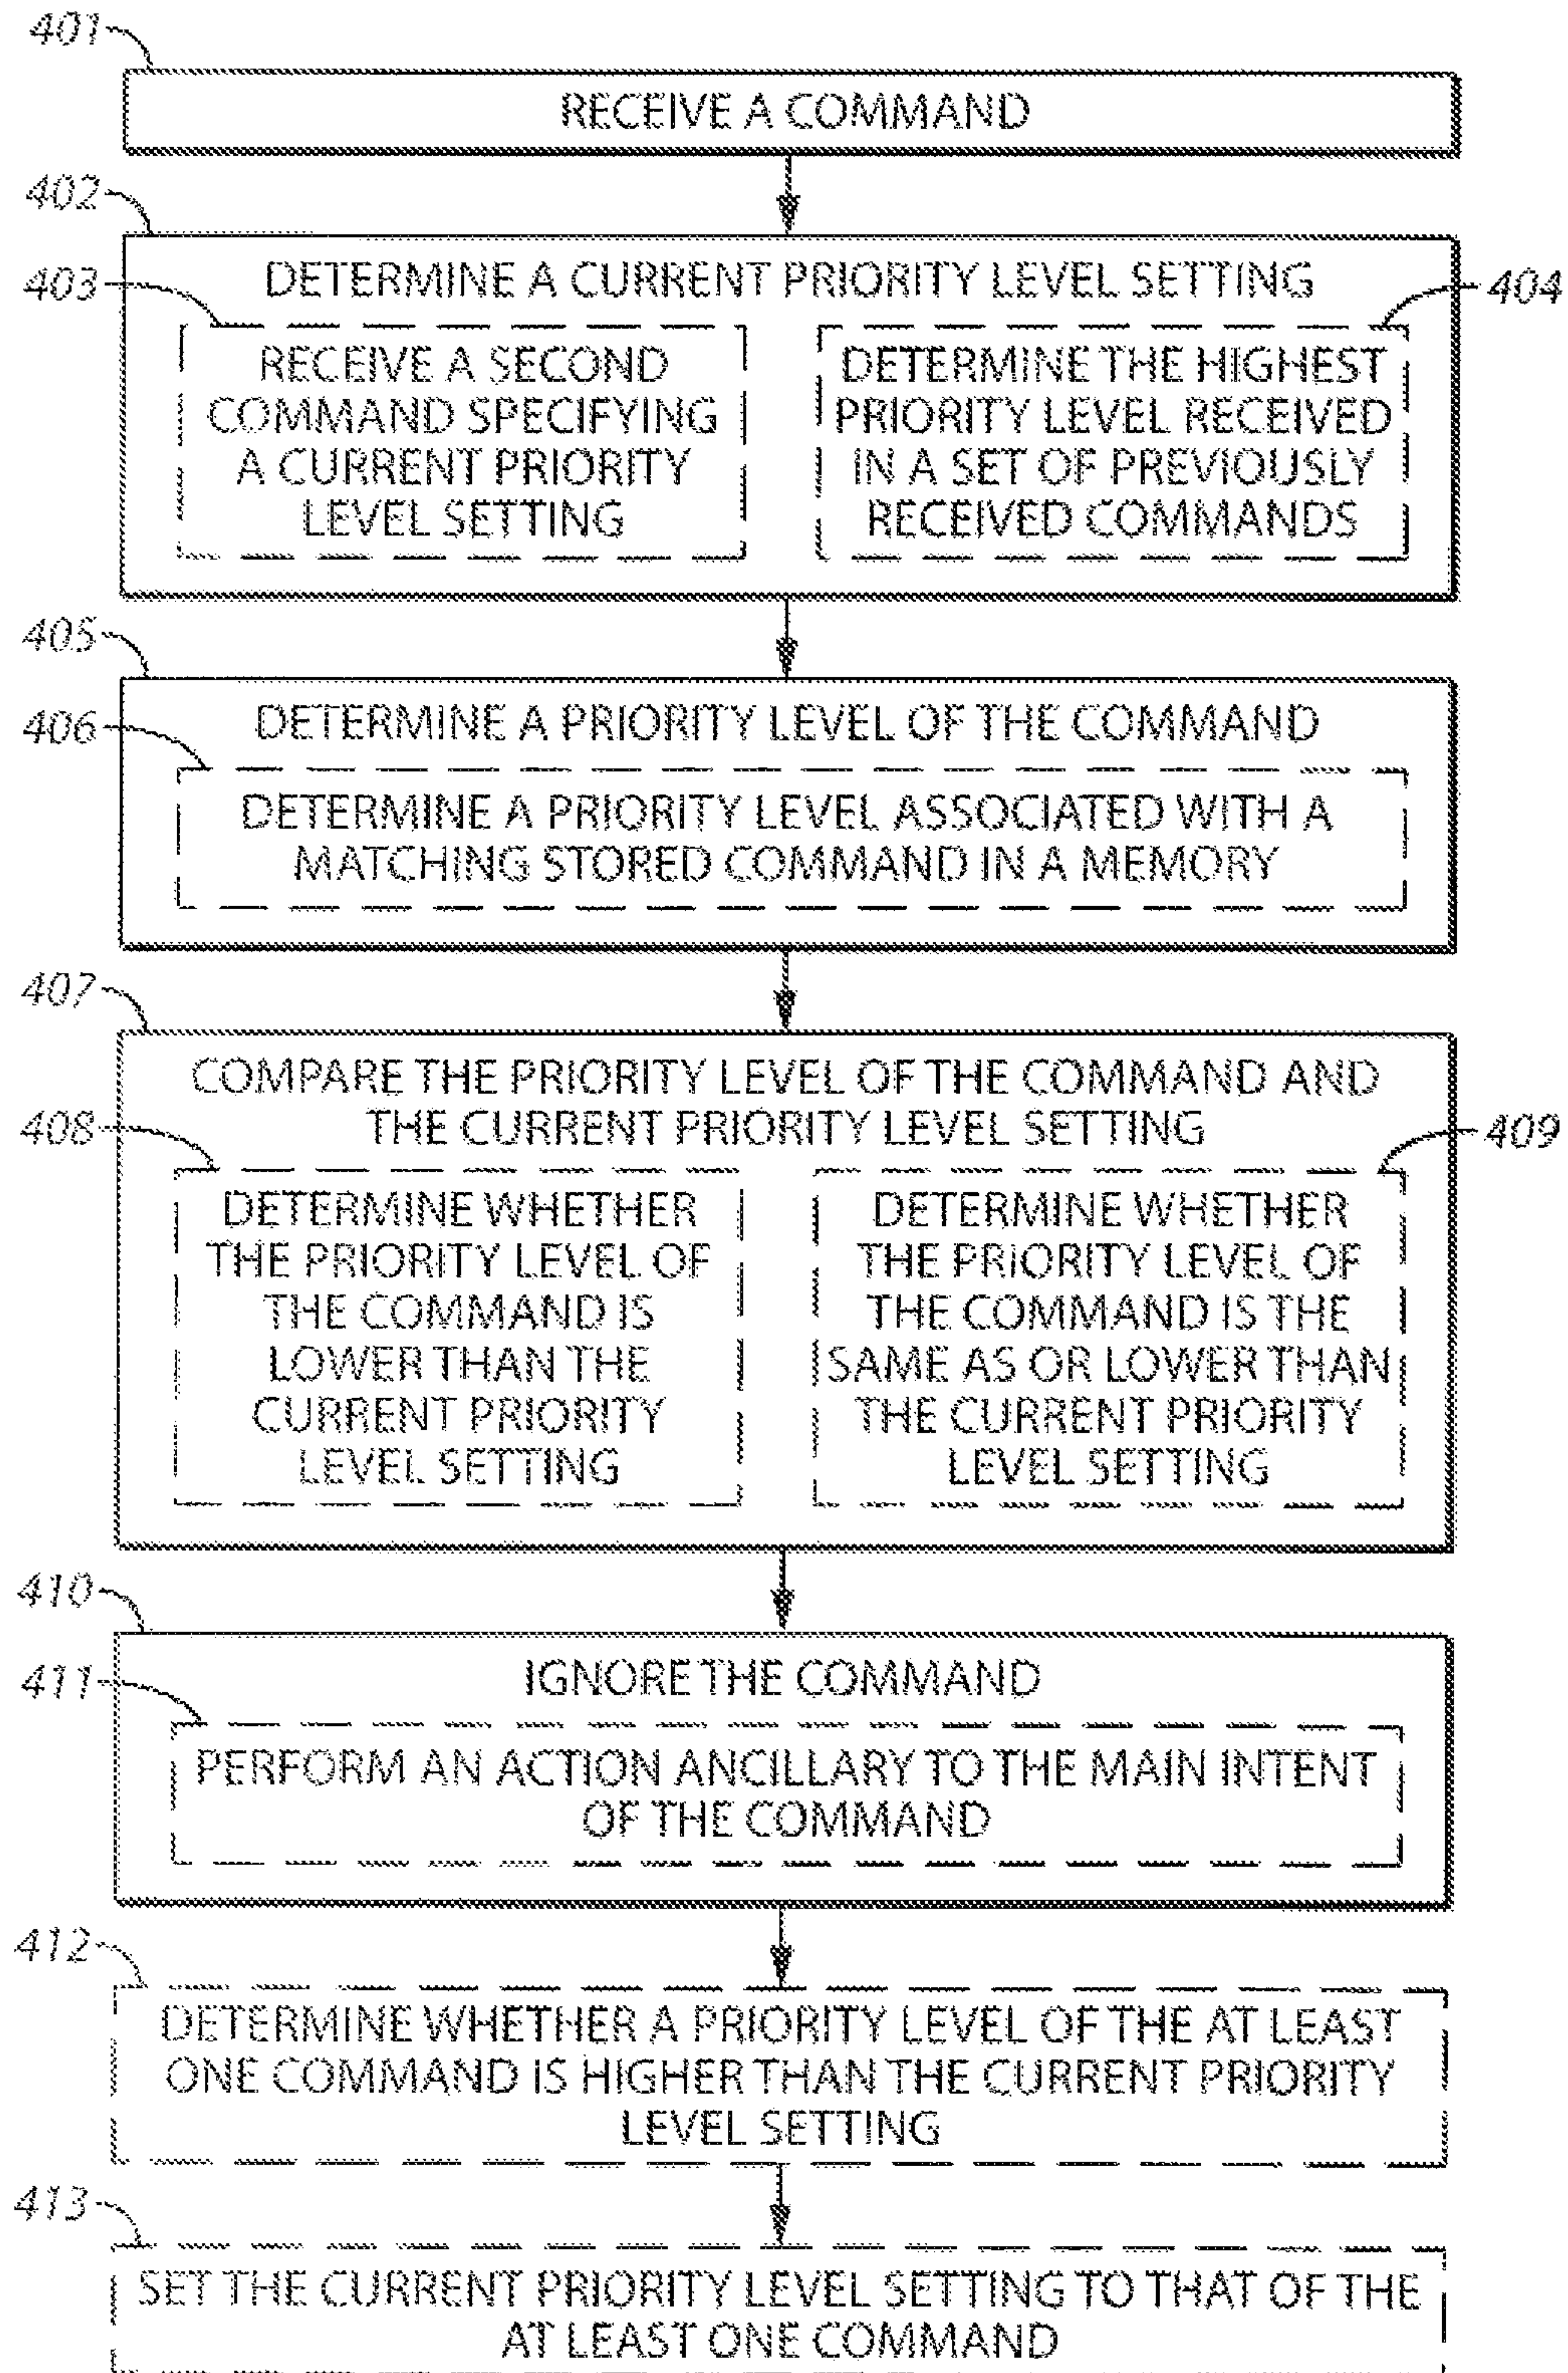 401
RECEIVE A COMMAND
402
DETERMINE A CURRENT PRIORITY LEVEL SETTING
403
404
RECEIVE A SECOND
COMMAND SPECIFYING
A CURRENT PRIORITY
LEVEL SETTING
DETERMINE THE HIGHEST
PRIORITY LEVEL RECEIVED
IN A SET OF PREVIOUSLY
RECEIVED COMMANDS
405
DETERMINE A PRIORITY LEVEL OF THE COMMAND
406
DETERMINE A PRIORITY LEVEL ASSOCIATED WITH A
MATCHING STORED COMMAND IN A MEMORY
407
COMPARE THE PRIORITY LEVEL OF THE COMMAND AND
THE CURRENT PRIORITY LEVEL SETTING
408
409
DETERMINE WHETHER
THE PRIORITY LEVEL OF
THE COMMAND IS
LOWER THAN THE
CURRENT PRIORITY
LEVEL SETTING
DETERMINE WHETHER
THE PRIORITY LEVEL OF
THE COMMAND IS THE
SAME AS OR LOWER THAN
THE CURRENT PRIORITY
LEVEL SETTING
410
IGNORE THE COMMAND
411
PERFORM AN ACTION ANCILLARY TO THE MAIN INTENT
OF THE COMMAND
412
DETERMINE WHETHER A PRIORITY LEVEL OF THE AT LEAST
ONE COMMAND IS HIGHER THAN THE CURRENT PRIORITY
LEVEL SETTING
413
SET THE CURRENT PRIORITY LEVEL SETTING TO THAT OF THE
AT LEAST ONE COMMAND